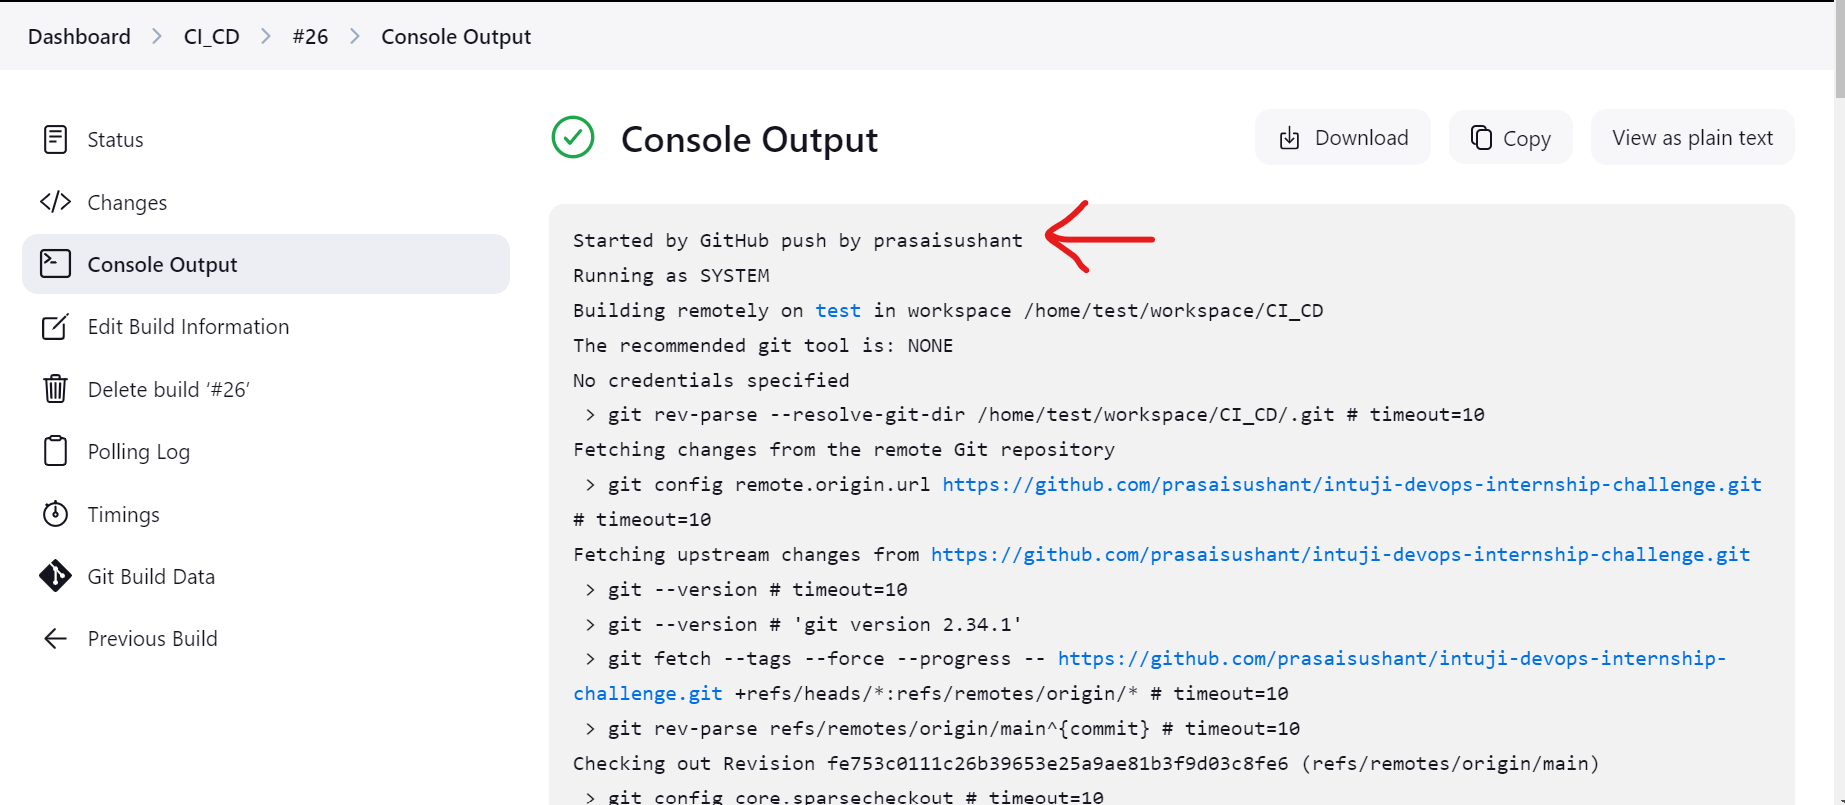 Dashboard > CI_CD > #26 > Console Output
Status
Changes
Console Output
Edit Build Information
Delete build ‘#26’
Polling Log
Timings
Git Build Data
Previous Build
Console Output
Download
Copy
View as plain text
Started by GitHub push by prasaisushant
Running as SYSTEM
Building remotely on test in workspace /home/test/workspace/CI_CD
The recommended git tool is: NONE
No credentials specified
> git rev-parse --resolve-git-dir /home/test/workspace/CI_CD/.git # timeout=10
Fetching changes from the remote Git repository
> git config remote.origin.url https://github.com/prasaisushant/intuji-devops-internship-challenge.git
# timeout=10
Fetching upstream changes from https://github.com/prasaisushant/intuji-devops-internship-challenge.git
> git --version # timeout=10
> git --version # 'git version 2.34.1'
> git fetch --tags --force --progress -- https://github.com/prasaisushant/intuji-devops-internship-
challenge.git +refs/heads/*:refs/remotes/origin/* # timeout=10
> git rev-parse refs/remotes/origin/main^{commit} # timeout=10
Checking out Revision fe753c0111c26b39653e25a9ae81b3f9d03c8fe6 (refs/remotes/origin/main)
> git config core.sparsecheckout # timeout=10